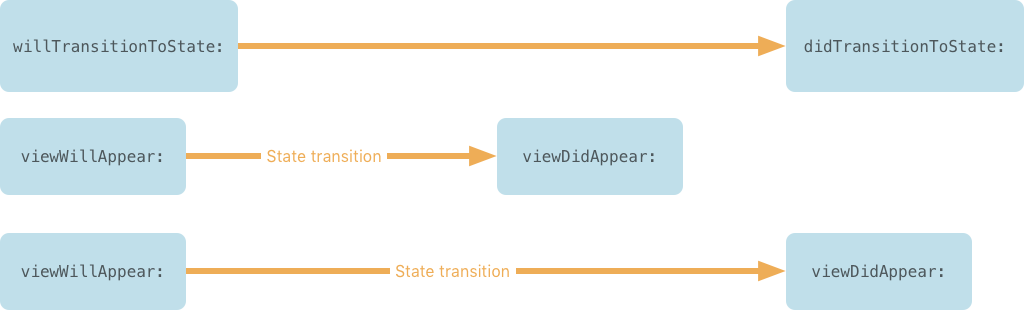 willTransitionToState:
didTransitionToState:
viewWillAppear:
State transition
viewDidAppear:
viewWillAppear:
State transition
viewDidAppear: